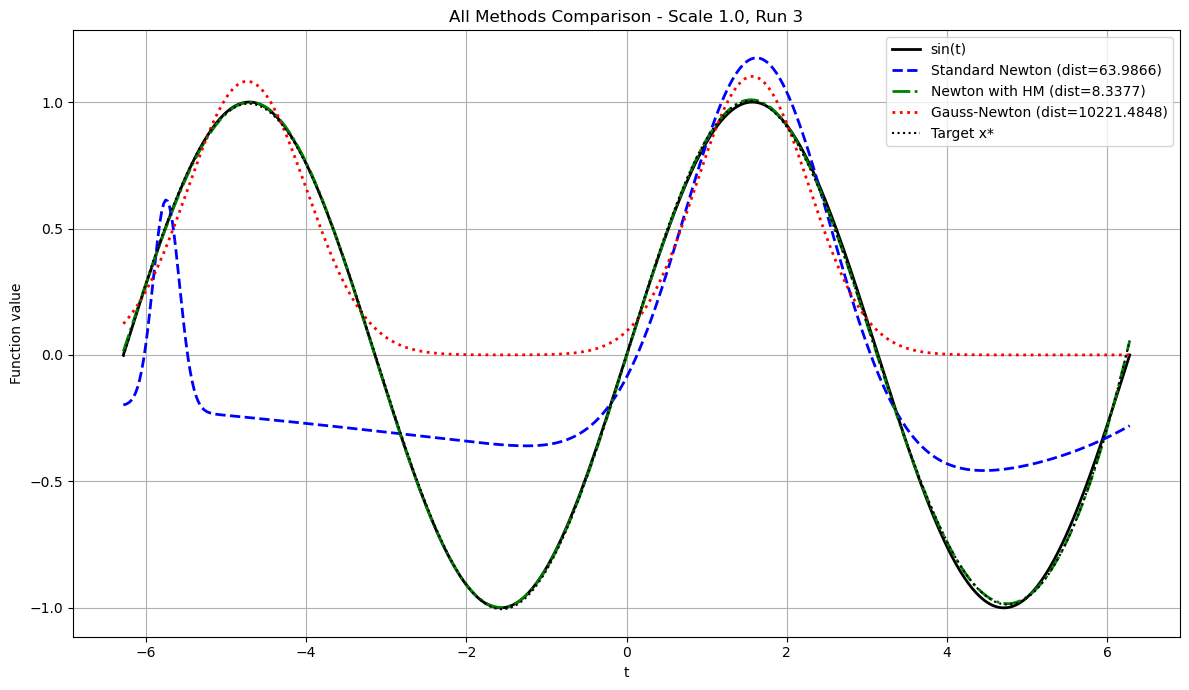 All Methods Comparison - Scale 1.0, Run 3
sin(t)
Standard Newton (dist=63.9866)
Newton with HM (dist=8.3377)
Gauss-Newton (dist=10221.4848)
Target x*
1.0
0.5
0.0
−0.5
−1.0
Function value
−6
−4
−2
0
2
4
6
t